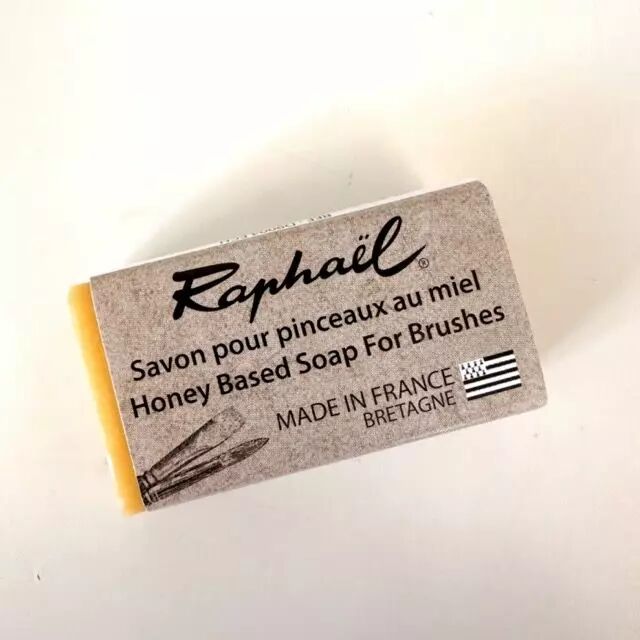 Raphaël®
Savon pour pinceaux au miel
Honey Based Soap For Brushes
MADE IN FRANCE
BRETAGNE